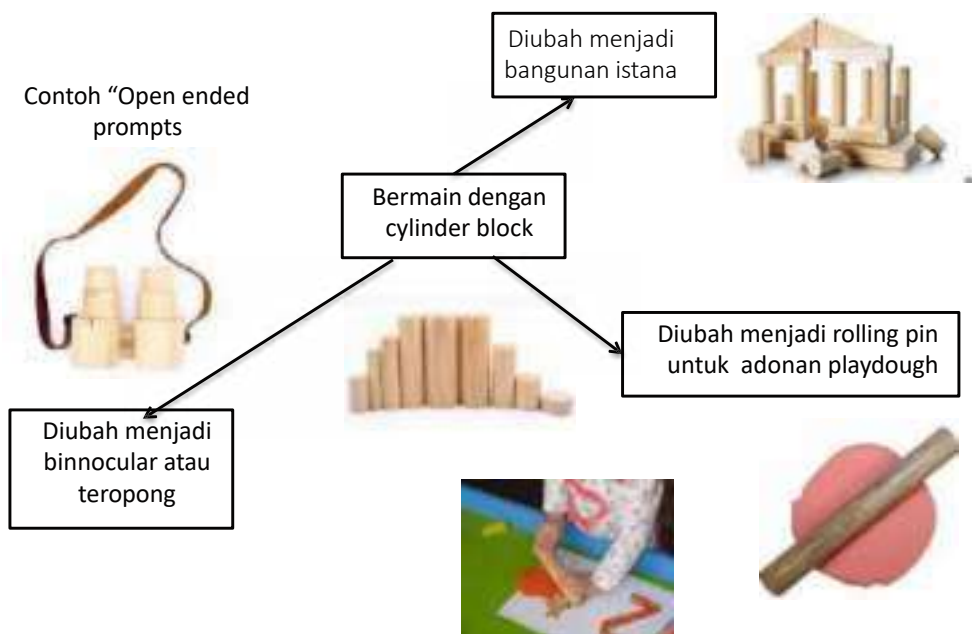 Diubah menjadi
bangunan istana
Contoh “Open ended
prompts
Bermain dengan
cylinder block
Diubah menjadi rolling pin
untuk adonan playdough
Diubah menjadi
binnocular atau
teropong